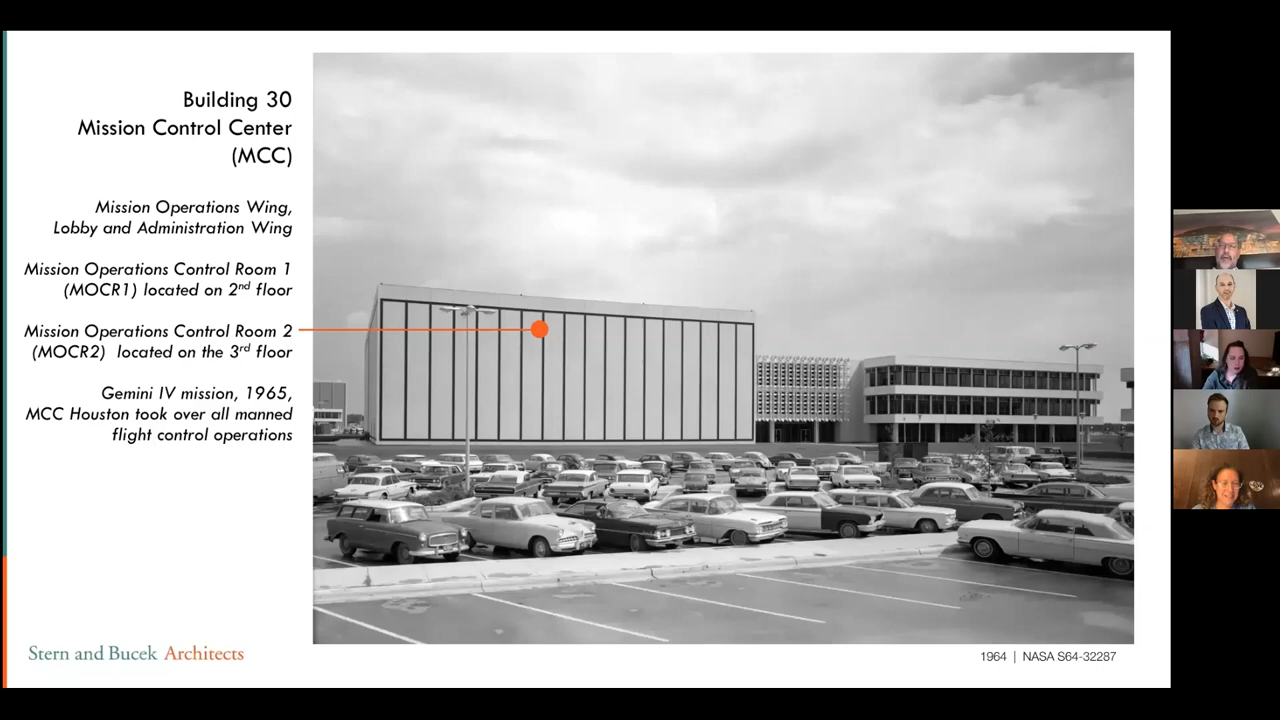 Building 30
Mission Control Center
(MCC)
Mission Operations Wing,
Lobby and Administration Wing
Mission Operations Control Room 1
(MOCR1) located on 2nd floor
Mission Operations Control Room 2
(MOCR2) located on the 3rd floor
Gemini IV mission, 1965,
MCC Houston took over all manned
flight control operations
Stern and Bucek Architects
1964 | NASA S64-32287